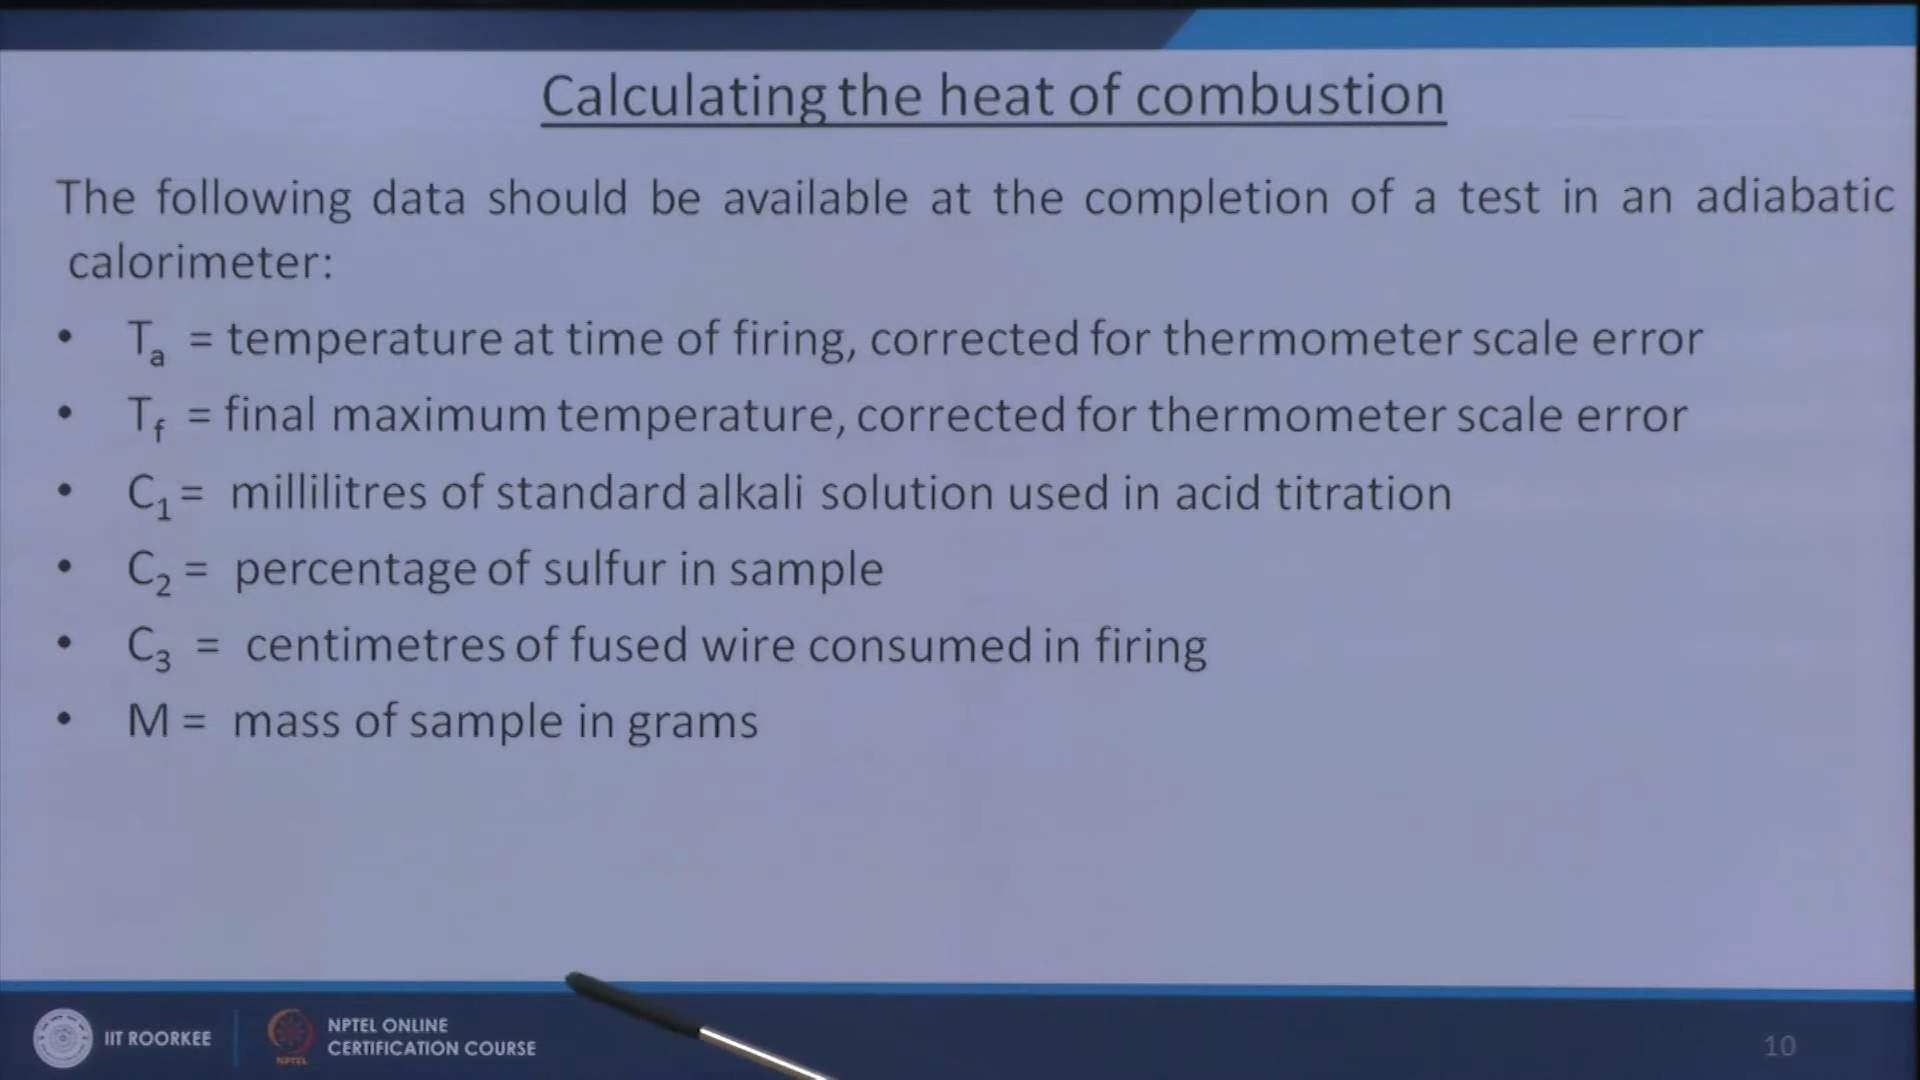 Calculating the heat of combustion
The following data should be available at the completion of a test in an adiabatic
calorimeter:
• Tₐ = temperature at time of firing, corrected for thermometer scale error
• T_f = final maximum temperature, corrected for thermometer scale error
• C₁ = millilitres of standard alkali solution used in acid titration
• C₂ = percentage of sulfur in sample
• C₃ = centimetres of fused wire consumed in firing
• M = mass of sample in grams
IIT ROORKEE
NPTEL
NPTEL ONLINE
CERTIFICATION COURSE
10